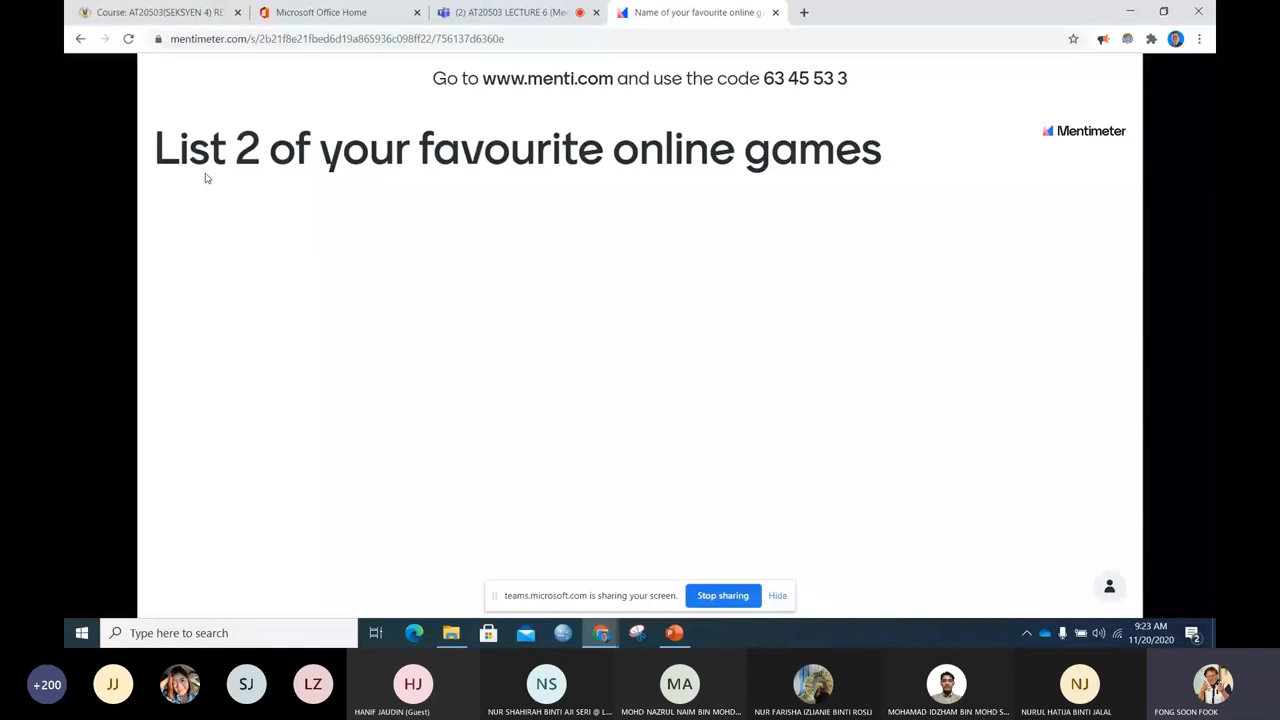 Course: AT20503(SEKSYEN 4) RE
Microsoft Office Home
(2) AT20503 LECTURE 6 (Mee
Name of your favourite online g
mentimeter.com/s/2b21f8e21fbed6d19a865936c098ff22/756137d6360e
Go to www.menti.com and use the code 63 45 53 3
Mentimeter
List 2 of your favourite online games
teams.microsoft.com is sharing your screen.
Stop sharing
Hide
Type here to search
9:23 AM
11/20/2020
2
+200
JJ
SJ
LZ
HJ
NS
MA
NJ
HANIF JAUDIN (Guest)
NUR SHAHIRAH BINTI AJI SERI @ L...
MOHD NAZRUL NAIM BIN MOHD...
NUR FARISHA IZLIANIE BINTI ROSLI
MOHAMAD IDZHAM BIN MOHD S...
NURUL HATIJA BINTI JALAL
FONG SOON FOOK